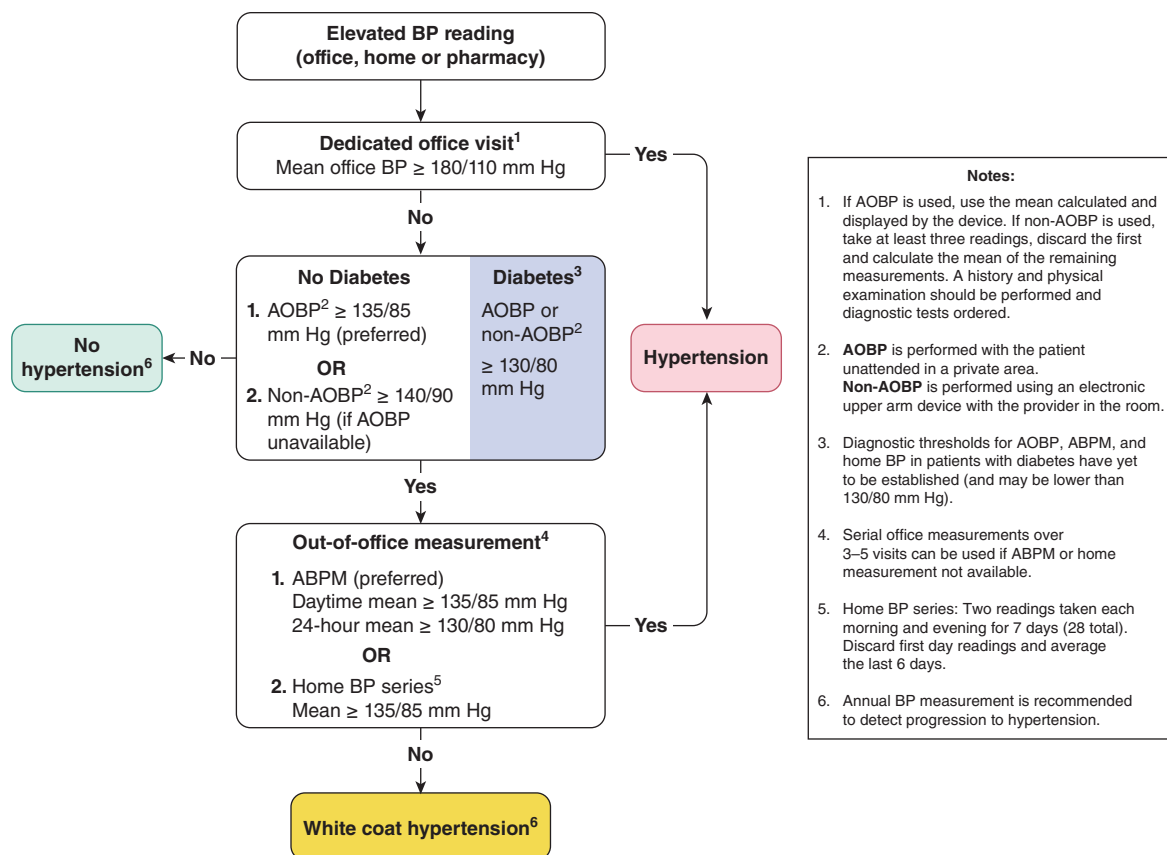 Elevated BP reading
(office, home or pharmacy)
Dedicated office visit¹
Mean office BP ≥ 180/110 mm Hg
Yes
No
No Diabetes
1. AOBP² ≥ 135/85
mm Hg (preferred)
OR
2. Non-AOBP² ≥ 140/90
mm Hg (if AOBP
unavailable)
Diabetes³
AOBP or
non-AOBP²
≥ 130/80
mm Hg
No
No
hypertension⁶
Hypertension
Yes
Out-of-office measurement⁴
1. ABPM (preferred)
Daytime mean ≥ 135/85 mm Hg
24-hour mean ≥ 130/80 mm Hg
OR
2. Home BP series⁵
Mean ≥ 135/85 mm Hg
Yes
No
White coat hypertension⁶
Notes:
1. If AOBP is used, use the mean calculated and
displayed by the device. If non-AOBP is used,
take at least three readings, discard the first
and calculate the mean of the remaining
measurements. A history and physical
examination should be performed and
diagnostic tests ordered.
2. AOBP is performed with the patient
unattended in a private area.
Non-AOBP is performed using an electronic
upper arm device with the provider in the room.
3. Diagnostic thresholds for AOBP, ABPM, and
home BP in patients with diabetes have yet
to be established (and may be lower than
130/80 mm Hg).
4. Serial office measurements over
3–5 visits can be used if ABPM or home
measurement not available.
5. Home BP series: Two readings taken each
morning and evening for 7 days (28 total).
Discard first day readings and average
the last 6 days.
6. Annual BP measurement is recommended
to detect progression to hypertension.